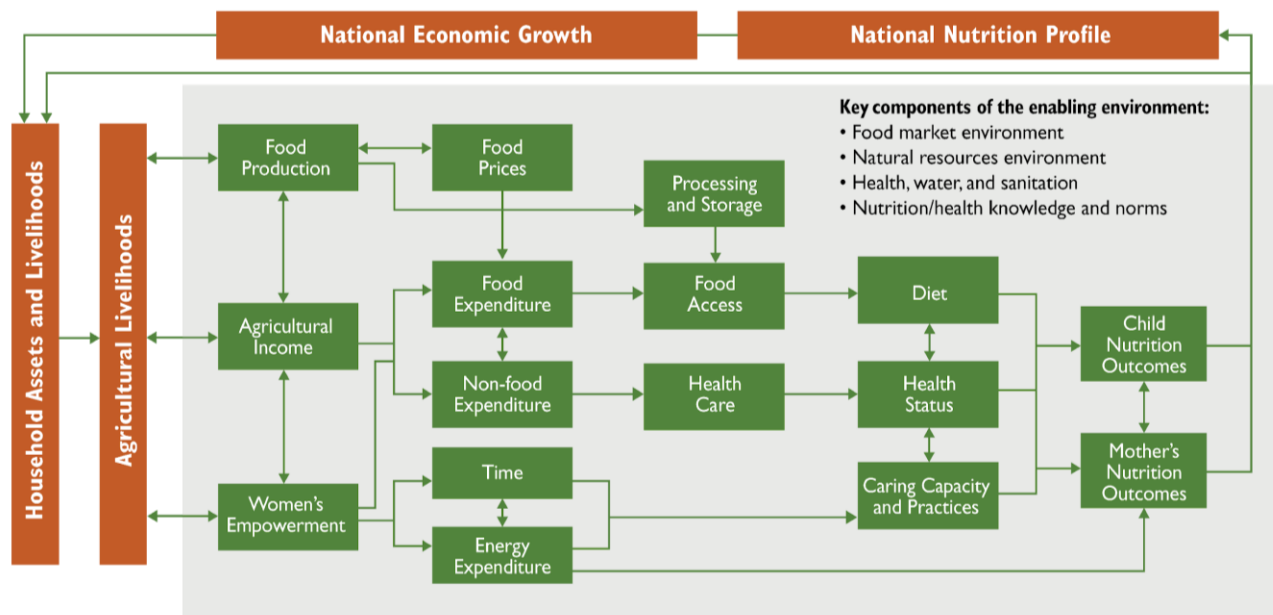 National Economic Growth
National Nutrition Profile
Household Assets and Livelihoods
Agricultural Livelihoods
Key components of the enabling environment:
• Food market environment
• Natural resources environment
• Health, water, and sanitation
• Nutrition/health knowledge and norms
Food
Production
Food
Prices
Processing
and Storage
Food
Expenditure
Food
Access
Diet
Agricultural
Income
Child
Nutrition
Outcomes
Non-food
Expenditure
Health
Care
Health
Status
Women's
Empowerment
Time
Energy
Expenditure
Caring Capacity
and Practices
Mother's
Nutrition
Outcomes